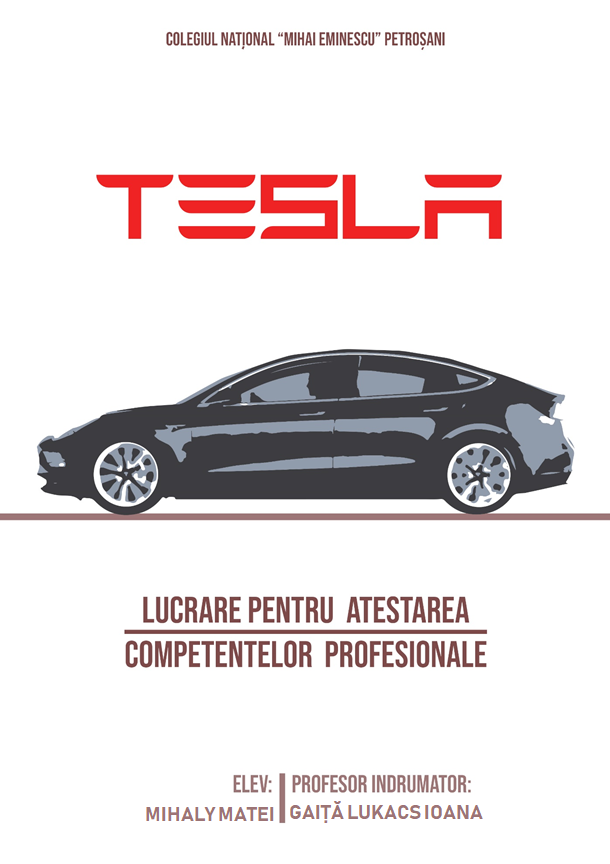 COLEGIUL NAȚIONAL “MIHAI EMINESCU” PETROȘANI
TESLA
LUCRARE PENTRU ATESTAREA
COMPETENTELOR PROFESIONALE
ELEV: PROFESOR INDRUMATOR:
MIHALY MATEI GAIȚĂ LUKACS IOANA